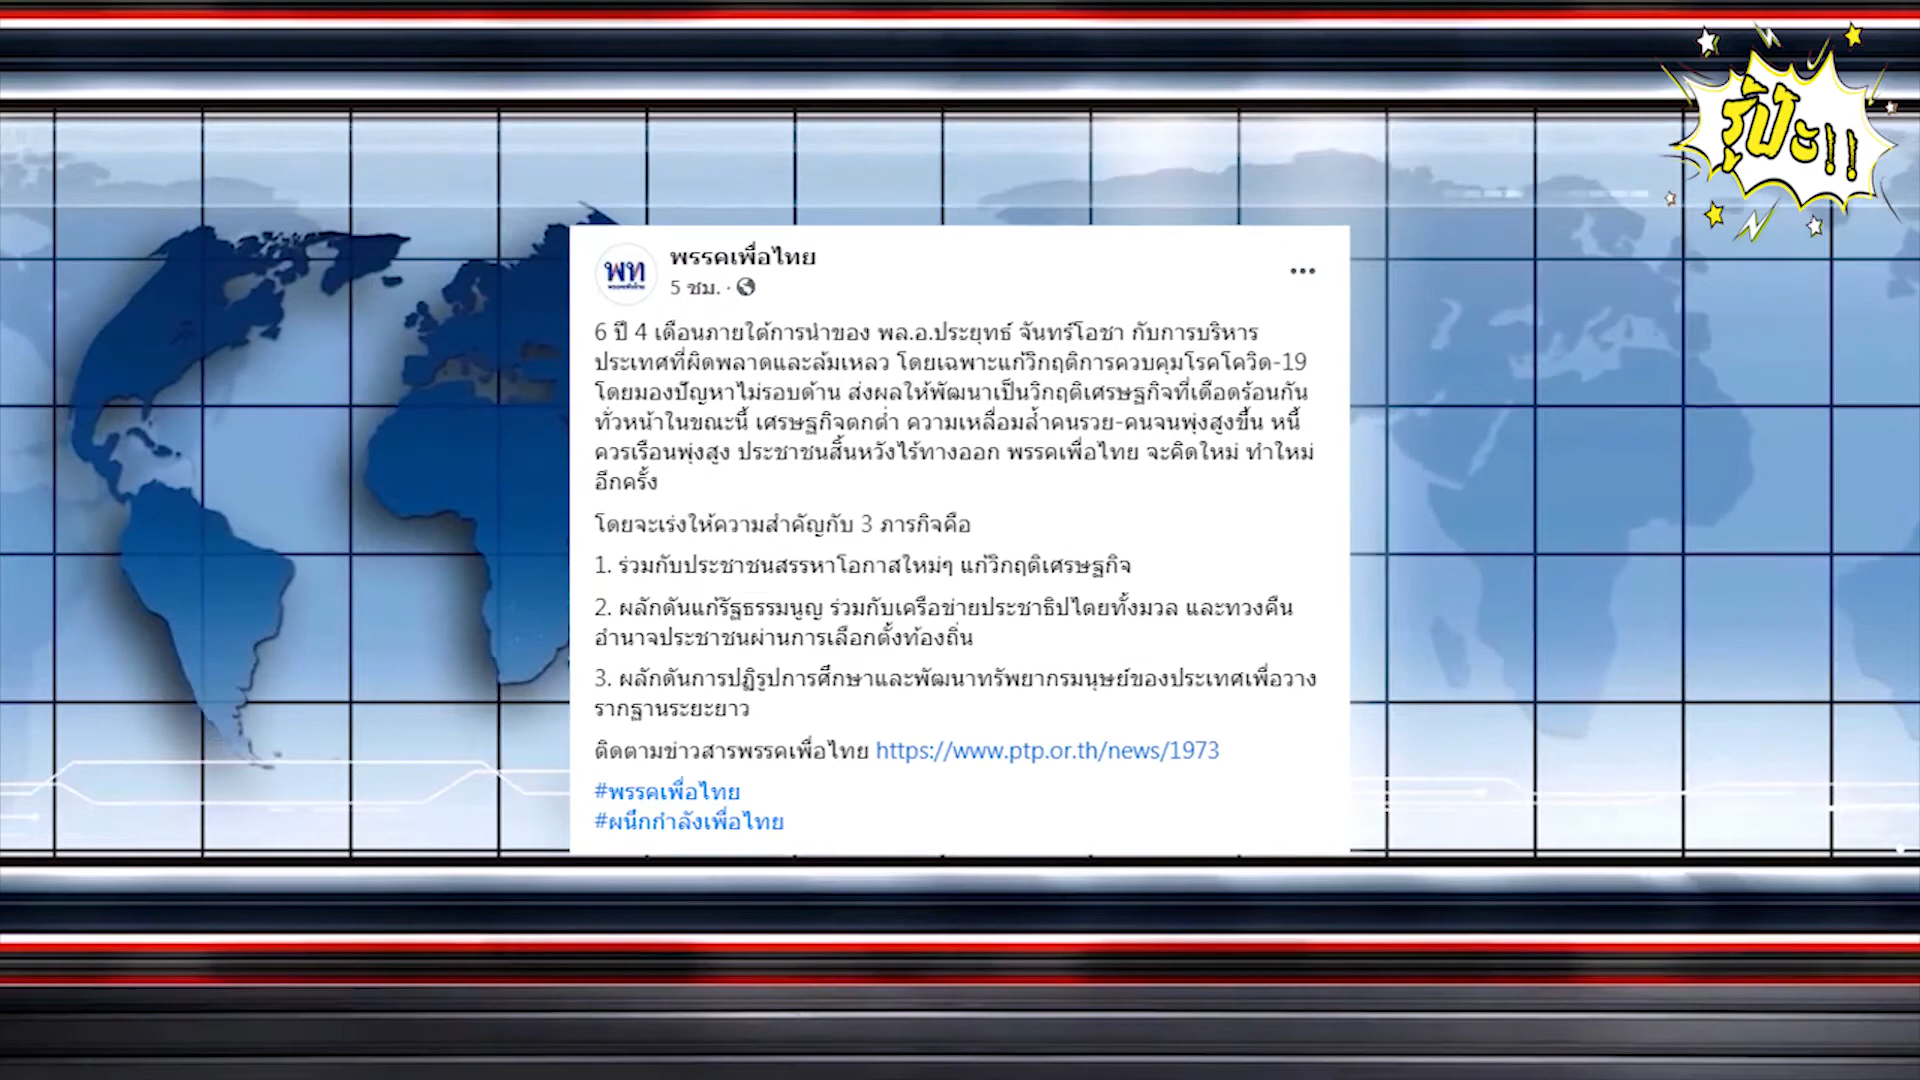 รู้ปะ!!
พท
พรรคเพื่อไทย
พรรคเพื่อไทย
5 ชม. ·
6 ปี 4 เดือนภายใต้การนำของ พล.อ.ประยุทธ์ จันทร์โอชา กับการบริหาร
ประเทศที่ผิดพลาดและล้มเหลว โดยเฉพาะแก้วิกฤติการควบคุมโรคโควิด-19
โดยมองปัญหาไม่รอบด้าน ส่งผลให้พัฒนาเป็นวิกฤติเศรษฐกิจที่เดือดร้อนกัน
ทั่วหน้าในขณะนี้ เศรษฐกิจตกต่ำ ความเหลื่อมล้ำคนรวย-คนจนพุ่งสูงขึ้น หนี้
ควรเรือนพุ่งสูง ประชาชนสิ้นหวังไร้ทางออก พรรคเพื่อไทย จะคิดใหม่ ทำใหม่
อีกครั้ง
โดยจะเร่งให้ความสำคัญกับ 3 ภารกิจคือ
1. ร่วมกับประชาชนสรรหาโอกาสใหม่ๆ แก้วิกฤติเศรษฐกิจ
2. ผลักดันแก้รัฐธรรมนูญ ร่วมกับเครือข่ายประชาธิปไตยทั้งมวล และทวงคืน
อำนาจประชาชนผ่านการเลือกตั้งท้องถิ่น
3. ผลักดันการปฏิรูปการศึกษาและพัฒนาทรัพยากรมนุษย์ของประเทศเพื่อวาง
รากฐานระยะยาว
ติดตามข่าวสารพรรคเพื่อไทย https://www.ptp.or.th/news/1973
#พรรคเพื่อไทย
#ผนึกกำลังเพื่อไทย